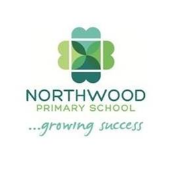 NORTHWOOD
PRIMARY SCHOOL
...growing success